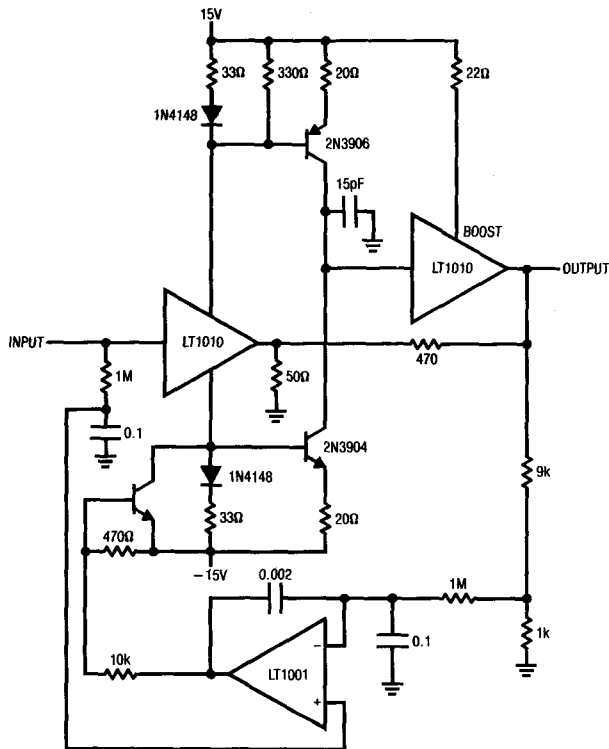 15V
33Ω
330Ω
20Ω
22Ω
1N4148
2N3906
15pF
BOOST
LT1010
OUTPUT
INPUT
LT1010
470
1M
50Ω
0.1
2N3904
1N4148
9k
33Ω
20Ω
470Ω
−15V
0.002
1M
0.1
1k
10k
−
LT1001
+